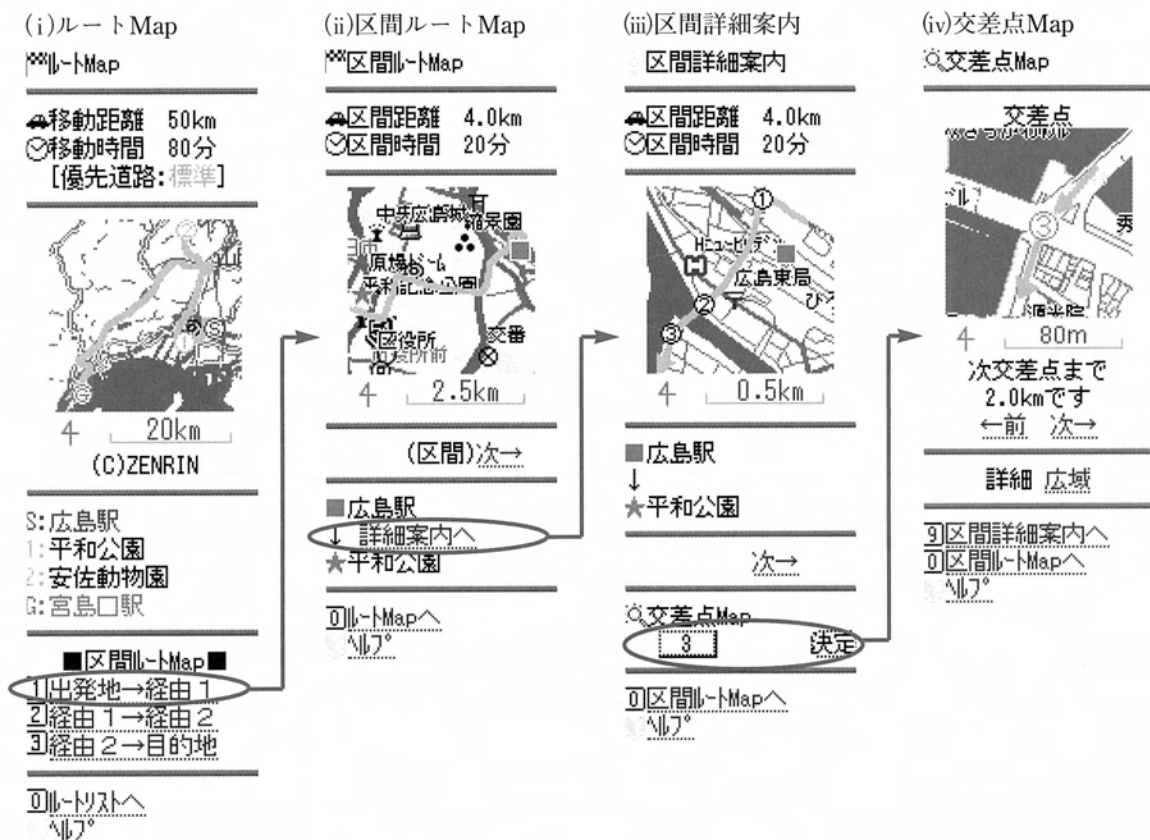 (i)ルートMap
ルートMap
移動距離 50km
移動時間 80分
[優先道路:標準]
20km
(C)ZENRIN
S:広島駅
1:平和公園
2:安佐動物園
G:宮島口駅
■区間ルートMap■
1出発地→経由1
2経由1→経由2
3経由2→目的地
0ルートリストへ
ヘルプ
(ii)区間ルートMap
区間ルートMap
区間距離 4.0km
区間時間 20分
縮景園
原爆ドーム
平和記念公園
区役所
交番
2.5km
(区間)次→
■広島駅
↓ 詳細案内へ
★平和公園
0ルートMapへ
ヘルプ
(iii)区間詳細案内
区間詳細案内
区間距離 4.0km
区間時間 20分
①
広島東局
②
③
0.5km
■広島駅
↓
★平和公園
次→
交差点Map
3 決定
0区間ルートMapへ
ヘルプ
(iv)交差点Map
交差点Map
交差点
③
秀
80m
次交差点まで
2.0kmです
←前 次→
詳細 広域
9区間詳細案内へ
0区間ルートMapへ
ヘルプ